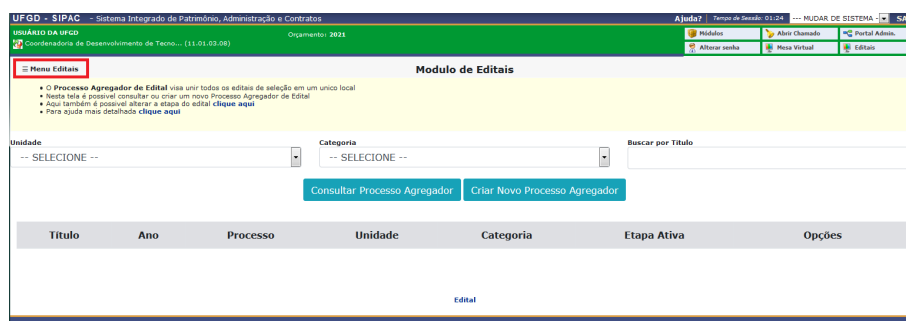 UFGD - SIPAC - Sistema Integrado de Patrimônio, Administração e Contratos Ajuda? Tempo de Sessão: 01:24 --- MUDAR DE SISTEMA - SA
USUÁRIO DA UFGD Orçamento: 2021 Módulos Abrir Chamado Portal Admin.
Coordenadoria de Desenvolvimento de Tecno... (11.01.03.08) Alterar senha Mesa Virtual Editais
☰ Menu Editais Modulo de Editais
• O Processo Agregador de Edital visa unir todos os editais de seleção em um unico local
• Nesta tela é possivel consultar ou criar um novo Processo Agregador de Edital
• Aqui também é possivel alterar a etapa do edital clique aqui
• Para ajuda mais detalhada clique aqui
Unidade Categoria Buscar por Titulo
-- SELECIONE -- -- SELECIONE --
Consultar Processo Agregador Criar Novo Processo Agregador
Título Ano Processo Unidade Categoria Etapa Ativa Opções
Edital